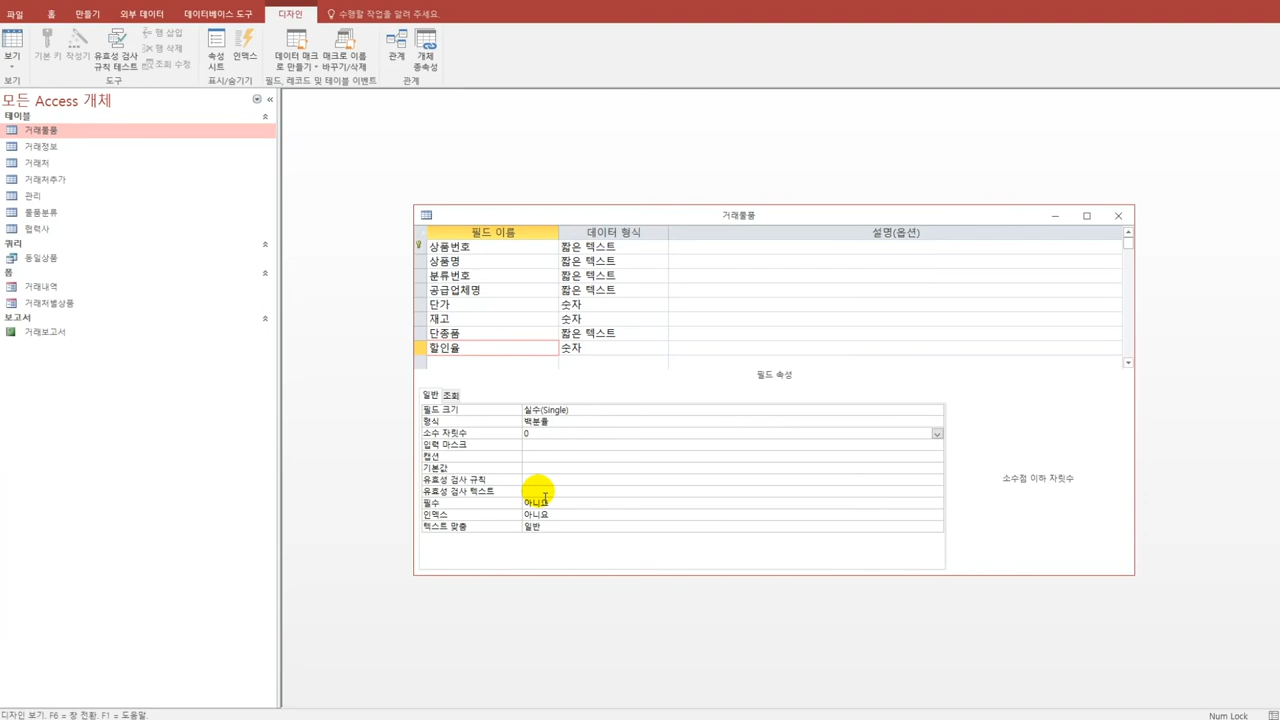 파일 홈 만들기 외부 데이터 데이터베이스 도구 디자인 수행할 작업을 알려 주세요.
보기 기본 키 작성기 유효성 검사 규칙 테스트 행 삽입 행 삭제 조회 수정 속성 시트 인덱스 데이터 매크로 만들기 매크로 이름 바꾸기/삭제 관계 개체 종속성
보기 도구 표시/숨기기 필드, 레코드 및 테이블 이벤트 관계
모든 Access 개체
테이블
거래물품
거래정보
거래처
거래처추가
관리
물품분류
협력사
쿼리
동일상품
폼
거래내역
거래처별상품
보고서
거래보고서
거래물품
필드 이름 데이터 형식 설명(옵션)
상품번호 짧은 텍스트
상품명 짧은 텍스트
분류번호 짧은 텍스트
공급업체명 짧은 텍스트
단가 숫자
재고 숫자
단종품 짧은 텍스트
할인율 숫자
필드 속성
일반 조회
필드 크기 실수(Single)
형식 백분율
소수 자릿수 0
입력 마스크
캡션
기본값
유효성 검사 규칙
유효성 검사 텍스트
필수 아니요
인덱스 아니요
텍스트 맞춤 일반
소수점 이하 자릿수
디자인 보기. F6 = 창 전환. F1 = 도움말.
Num Lock